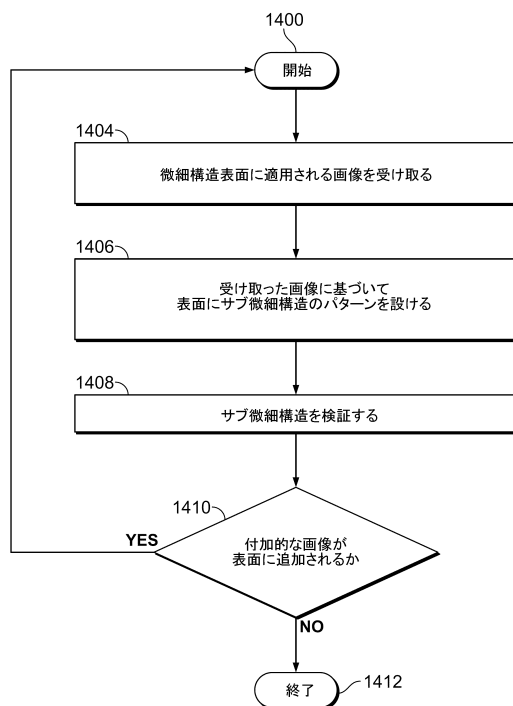 1400
開始
1404
微細構造表面に適用される画像を受け取る
1406
受け取った画像に基づいて
表面にサブ微細構造のパターンを設ける
1408
サブ微細構造を検証する
1410
付加的な画像が
表面に追加されるか
YES
NO
終了
1412